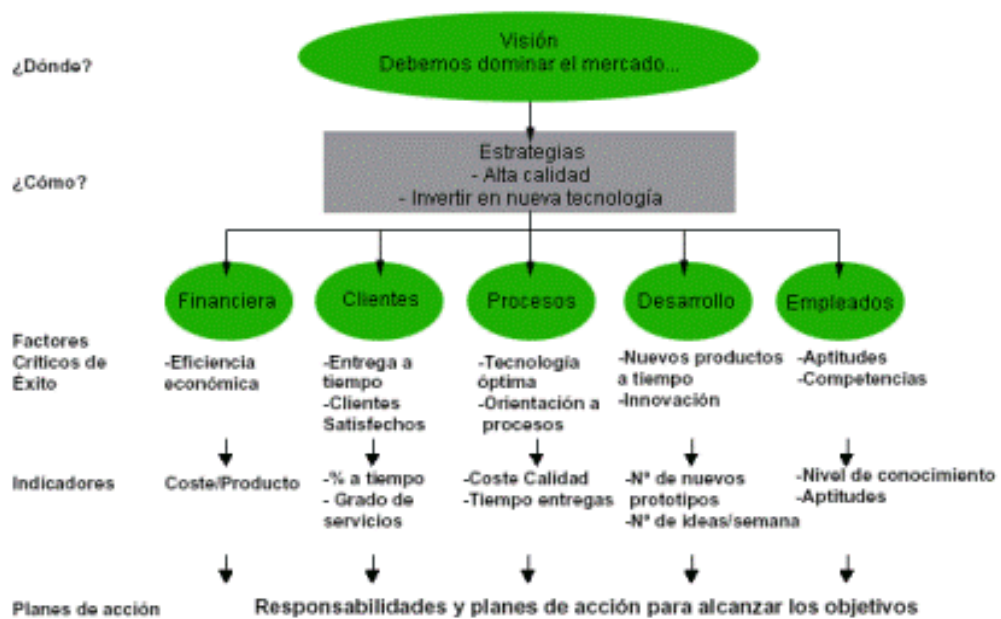 Visión
¿Dónde?
Debemos dominar el mercado...
Estrategias
- Alta calidad
¿Cómo?
- Invertir en nueva tecnología
Financiera
Clientes
Procesos
Desarrollo
Empleados
Factores
Críticos de
Éxito
-Eficiencia
económica
-Entrega a
tiempo
-Clientes
Satisfechos
-Tecnología
óptima
-Orientación a
procesos
-Nuevos productos
a tiempo
-Innovación
-Aptitudes
-Competencias
Indicadores
Coste/Producto
-% a tiempo
- Grado de
servicios
-Coste Calidad
-Tiempo entregas
-Nº de nuevos
prototipos
-Nº de ideas/semana
-Nivel de conocimiento
-Aptitudes
Planes de acción
Responsabilidades y planes de acción para alcanzar los objetivos